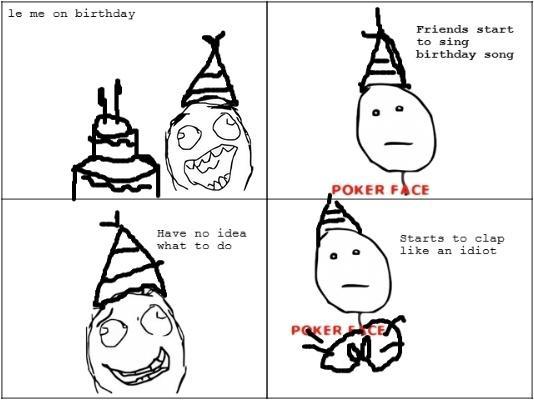 le me on birthday
Friends start
to sing
birthday song
POKER FACE
Have no idea
what to do
Starts to clap
like an idiot
POKER FACE